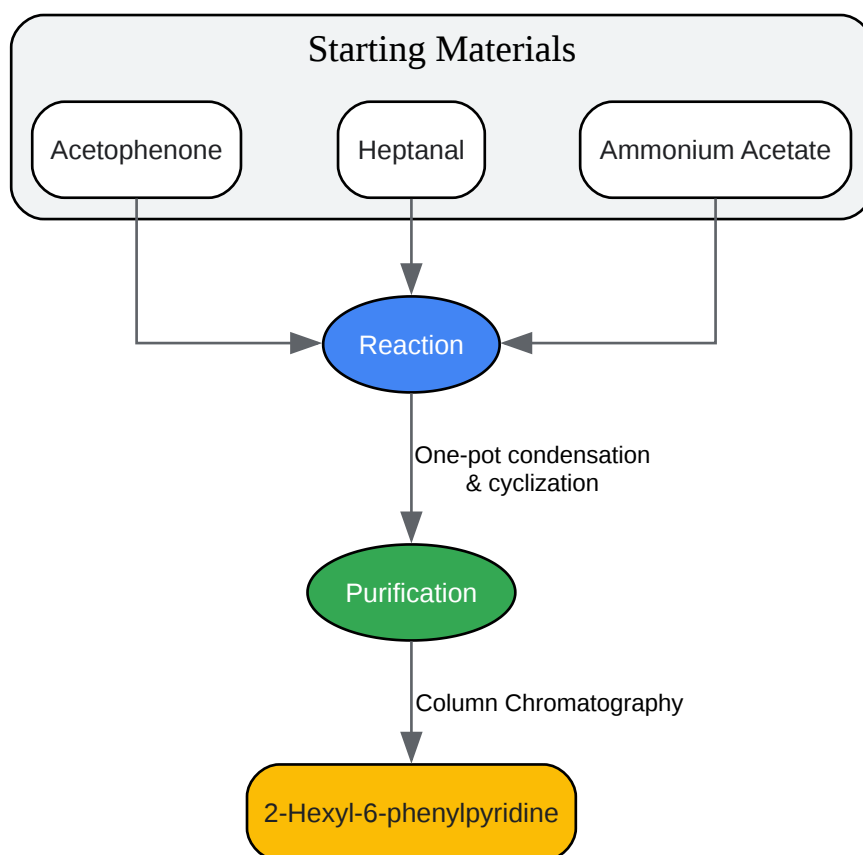 Starting Materials
Acetophenone
Heptanal
Ammonium Acetate
Reaction
One-pot condensation
& cyclization
Purification
Column Chromatography
2-Hexyl-6-phenylpyridine